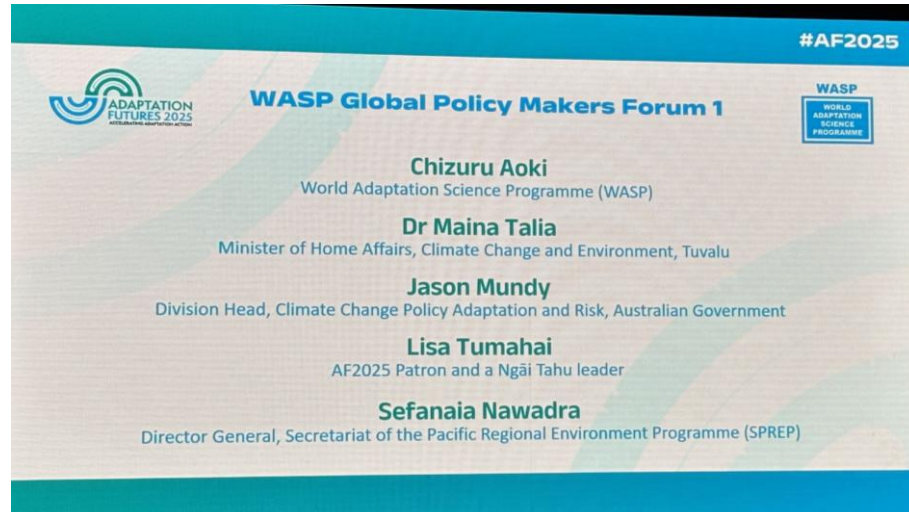 #AF2025
ADAPTATION
FUTURES 2025
ACCELERATING ADAPTATION ACTION
WASP Global Policy Makers Forum 1
WASP
WORLD
ADAPTATION
SCIENCE
PROGRAMME
Chizuru Aoki
World Adaptation Science Programme (WASP)
Dr Maina Talia
Minister of Home Affairs, Climate Change and Environment, Tuvalu
Jason Mundy
Division Head, Climate Change Policy Adaptation and Risk, Australian Government
Lisa Tumahai
AF2025 Patron and a Ngāi Tahu leader
Sefanaia Nawadra
Director General, Secretariat of the Pacific Regional Environment Programme (SPREP)